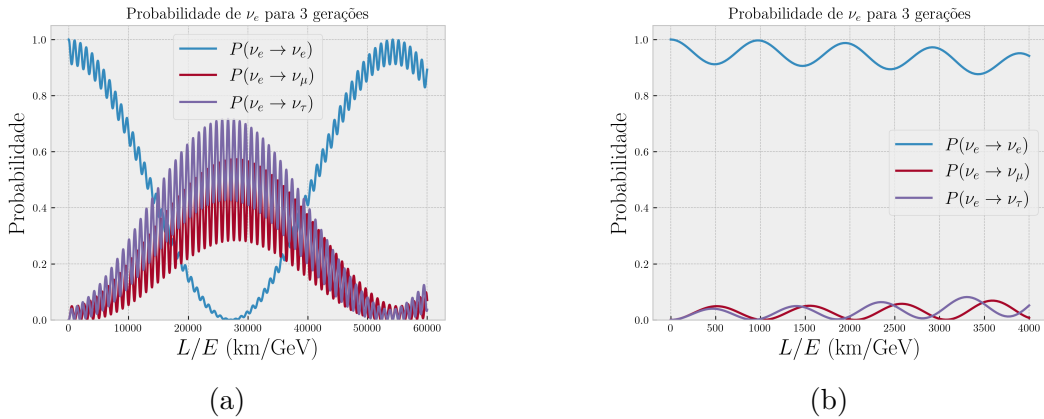 Probabilidade de νe para 3 gerações
1.0
0.8
0.6
0.4
0.2
0.0
Probabilidade
P(νe → νe)
P(νe → νμ)
P(νe → ντ)
0
10000
20000
30000
40000
50000
60000
L/E (km/GeV)
(a)
Probabilidade de νe para 3 gerações
1.0
0.8
0.6
0.4
0.2
0.0
Probabilidade
P(νe → νe)
P(νe → νμ)
P(νe → ντ)
0
500
1000
1500
2000
2500
3000
3500
4000
L/E (km/GeV)
(b)